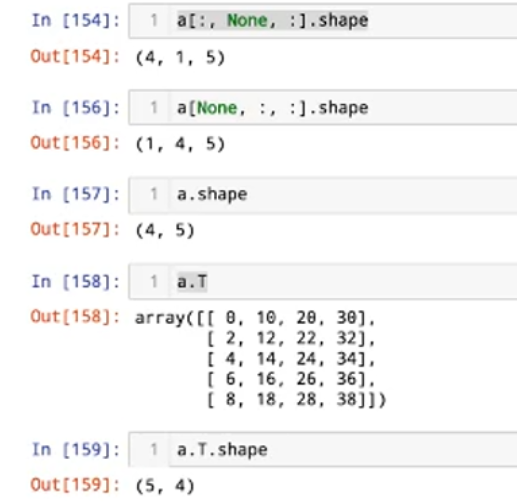 In [154]: 1 a[:, None, :].shape
Out[154]: (4, 1, 5)
In [156]: 1 a[None, :, :].shape
Out[156]: (1, 4, 5)
In [157]: 1 a.shape
Out[157]: (4, 5)
In [158]: 1 a.T
Out[158]: array([[ 0, 10, 20, 30],
[ 2, 12, 22, 32],
[ 4, 14, 24, 34],
[ 6, 16, 26, 36],
[ 8, 18, 28, 38]])
In [159]: 1 a.T.shape
Out[159]: (5, 4)